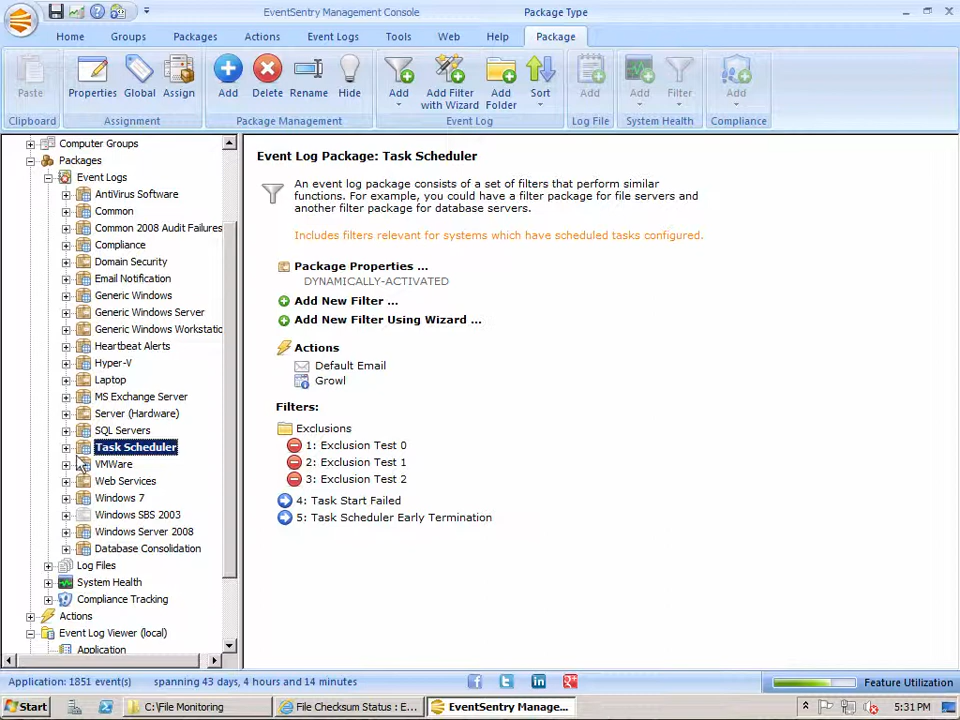 EventSentry Management Console
Package Type
Home
Groups
Packages
Actions
Event Logs
Tools
Web
Help
Package
Paste
Properties
Global
Assign
Add
Delete
Rename
Hide
Add
Add Filter
with Wizard
Add
Folder
Sort
Add
Add
Filter
Add
Clipboard
Assignment
Package Management
Event Log
Log File
System Health
Compliance
Computer Groups
Packages
Event Logs
AntiVirus Software
Common
Common 2008 Audit Failures
Compliance
Domain Security
Email Notification
Generic Windows
Generic Windows Server
Generic Windows Workstatio
Heartbeat Alerts
Hyper-V
Laptop
MS Exchange Server
Server (Hardware)
SQL Servers
Task Scheduler
VMWare
Web Services
Windows 7
Windows SBS 2003
Windows Server 2008
Database Consolidation
Log Files
System Health
Compliance Tracking
Actions
Event Log Viewer (local)
Application
Event Log Package: Task Scheduler
An event log package consists of a set of filters that perform similar
functions. For example, you could have a filter package for file servers and
another filter package for database servers.
Includes filters relevant for systems which have scheduled tasks configured.
Package Properties ...
DYNAMICALLY-ACTIVATED
Add New Filter ...
Add New Filter Using Wizard ...
Actions
Default Email
Growl
Filters:
Exclusions
1: Exclusion Test 0
2: Exclusion Test 1
3: Exclusion Test 2
4: Task Start Failed
5: Task Scheduler Early Termination
Application: 1851 event(s)
spanning 43 days, 4 hours and 14 minutes
Feature Utilization
Start
C:\File Monitoring
File Checksum Status : E...
EventSentry Manage...
5:31 PM